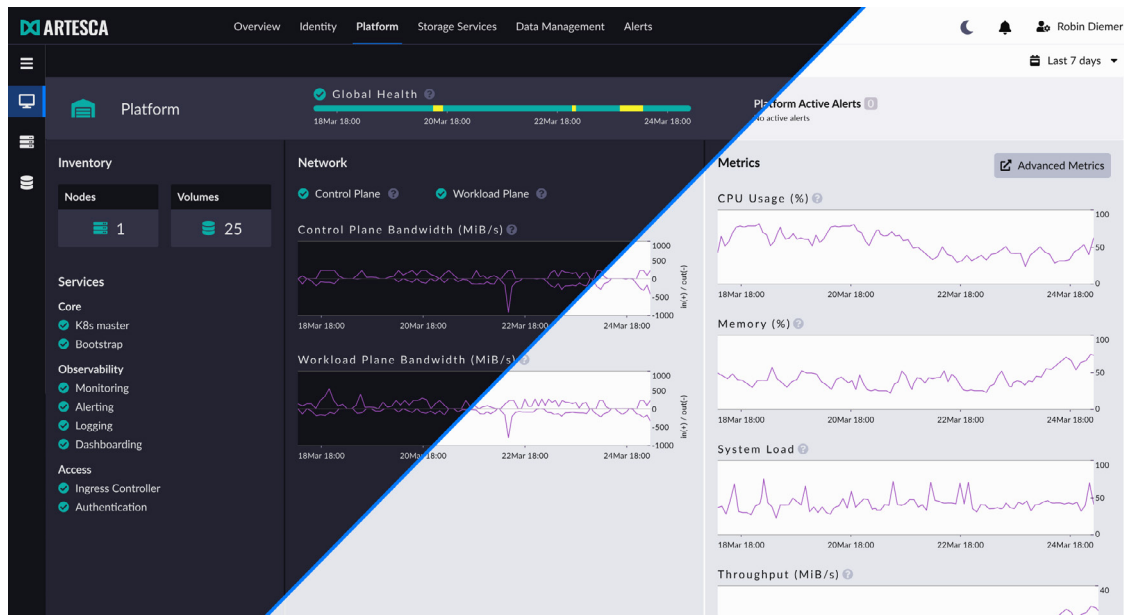 ARTESCA
Overview Identity Platform Storage Services Data Management Alerts Robin Diemer
Last 7 days
Platform
Global Health ?
18Mar 18:00 20Mar 18:00 22Mar 18:00 24Mar 18:00
Platform Active Alerts 0
No active alerts
Inventory
Nodes Volumes
1 25
Services
Core
K8s master
Bootstrap
Observability
Monitoring
Alerting
Logging
Dashboarding
Access
Ingress Controller
Authentication
Network
Control Plane ? Workload Plane ?
Control Plane Bandwidth (MiB/s) ?
1000
500
0
-500
-1000
in(+) / out(-)
18Mar 18:00 20Mar 18:00 22Mar 18:00 24Mar 18:00
Workload Plane Bandwidth (MiB/s) ?
1000
500
0
-500
-1000
in(+) / out(-)
18Mar 18:00 20Mar 18:00 22Mar 18:00 24Mar 18:00
Metrics
Advanced Metrics
CPU Usage (%) ?
100
50
0
18Mar 18:00 20Mar 18:00 22Mar 18:00 24Mar 18:00
Memory (%) ?
100
50
0
18Mar 18:00 20Mar 18:00 22Mar 18:00 24Mar 18:00
System Load ?
100
50
0
18Mar 18:00 20Mar 18:00 22Mar 18:00 24Mar 18:00
Throughput (MiB/s) ?
40